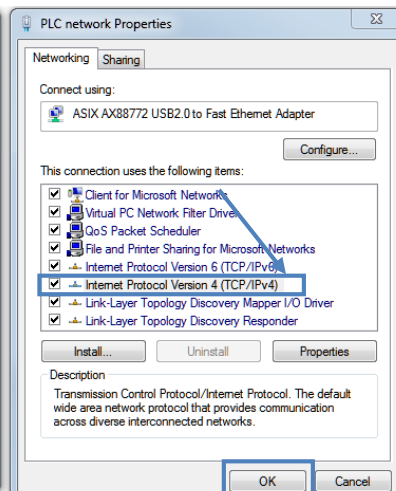 PLC network Properties
Networking Sharing
Connect using:
ASIX AX88772 USB2.0 to Fast Ethernet Adapter
Configure...
This connection uses the following items:
Client for Microsoft Networks
Virtual PC Network Filter Driver
QoS Packet Scheduler
File and Printer Sharing for Microsoft Networks
Internet Protocol Version 6 (TCP/IPv6)
Internet Protocol Version 4 (TCP/IPv4)
Link-Layer Topology Discovery Mapper I/O Driver
Link-Layer Topology Discovery Responder
Install... Uninstall Properties
Description
Transmission Control Protocol/Internet Protocol. The default
wide area network protocol that provides communication
across diverse interconnected networks.
OK Cancel